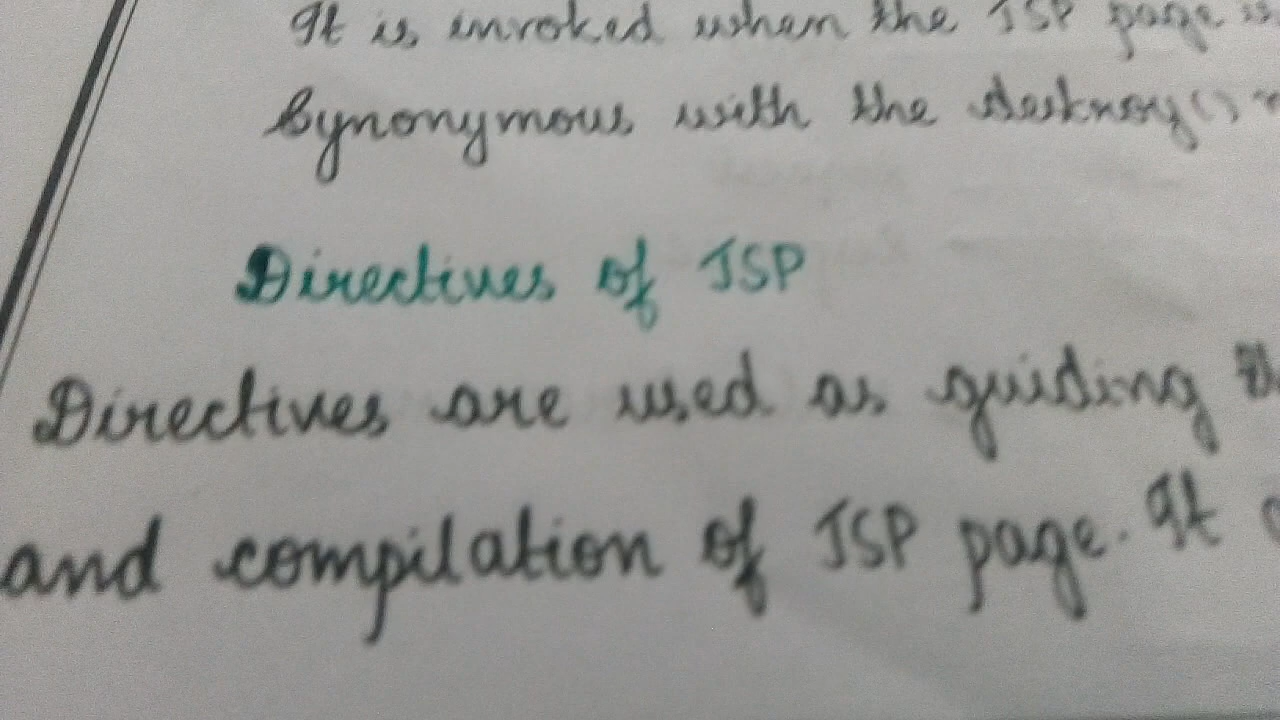 It is invoked when the JSP page is
Synonymous with the destroy()
Directives of JSP
Directives are used as guiding
and compilation of JSP page. It